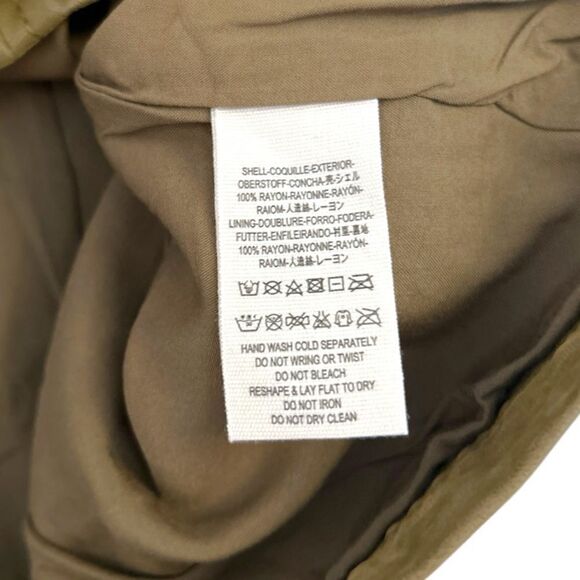 SHELL-COQUILLE-EXTERIOR-
OBERSTOFF-CONCHA-壳-シェル
100% RAYON-RAYONNE-RAYÓN-
RAIOM-人造絲-レーヨン
LINING-DOUBLURE-FORRO-FODERA-
FUTTER-ENFILEIRANDO-村里-裏地
100% RAYON-RAYONNE-RAYÓN-
RAIOM-人造絲-レーヨン
HAND WASH COLD SEPARATELY
DO NOT WRING OR TWIST
DO NOT BLEACH
RESHAPE & LAY FLAT TO DRY
DO NOT IRON
DO NOT DRY CLEAN